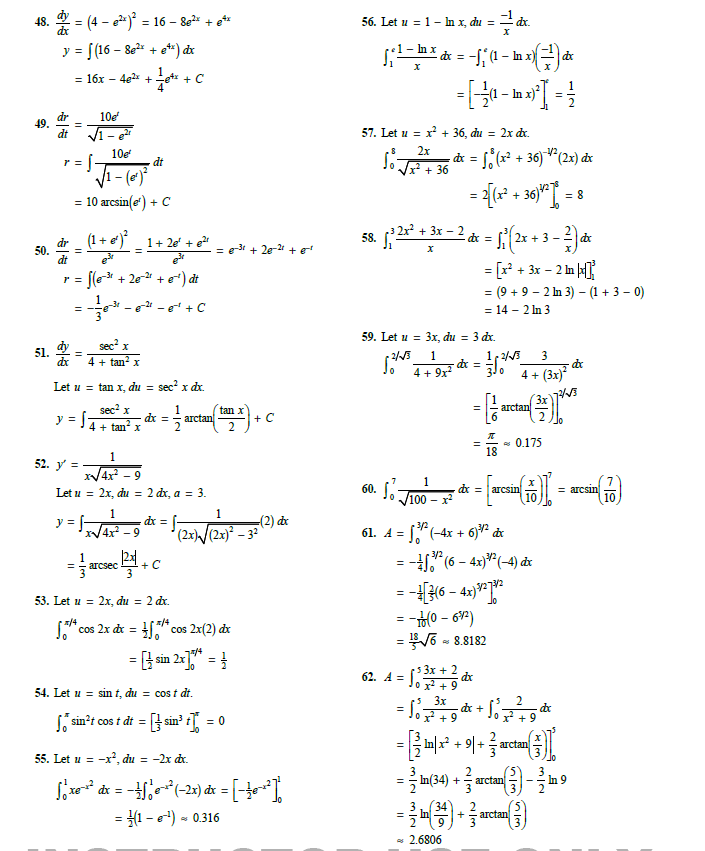 48. dy/dx = (4 − e^{2x})^2 = 16 − 8e^{2x} + e^{4x}
y = ∫(16 − 8e^{2x} + e^{4x}) dx
= 16x − 4e^{2x} + 1/4 e^{4x} + C
49. dr/dt = 10e^t / √(1 − e^{2t})
r = ∫ 10e^t / √(1 − (e^t)^2) dt
= 10 arcsin(e^t) + C
50. dr/dt = (1 + e^t)^2 / e^{3t} = (1 + 2e^t + e^{2t}) / e^{3t} = e^{−3t} + 2e^{−2t} + e^{−t}
r = ∫(e^{−3t} + 2e^{−2t} + e^{−t}) dt
= −1/3 e^{−3t} − e^{−2t} − e^{−t} + C
51. dy/dx = sec² x / (4 + tan² x)
Let u = tan x, du = sec² x dx.
y = ∫ sec² x / (4 + tan² x) dx = 1/2 arctan(tan x / 2) + C
52. y′ = 1 / (x√(4x² − 9))
Let u = 2x, du = 2 dx, a = 3.
y = ∫ 1 / (x√(4x² − 9)) dx = ∫ 1 / ((2x)√((2x)² − 3²)) (2) dx
= 1/3 arcsec |2x|/3 + C
53. Let u = 2x, du = 2 dx.
∫_0^{π/4} cos 2x dx = 1/2 ∫_0^{π/4} cos 2x(2) dx
= [1/2 sin 2x]_0^{π/4} = 1/2
54. Let u = sin t, du = cos t dt.
∫_0^π sin² t cos t dt = [1/3 sin³ t]_0^π = 0
55. Let u = −x², du = −2x dx.
∫_0^1 xe^{−x²} dx = −1/2 ∫_0^1 e^{−x²}(−2x) dx = [−1/2 e^{−x²}]_0^1
= 1/2(1 − e^{−1}) ≈ 0.316
56. Let u = 1 − ln x, du = −1/x dx.
∫_1^e (1 − ln x)/x dx = −∫_1^e (1 − ln x)(−1/x) dx
= [−1/2(1 − ln x)²]_1^e = 1/2
57. Let u = x² + 36, du = 2x dx.
∫_0^8 2x / √(x² + 36) dx = ∫_0^8 (x² + 36)^{−1/2}(2x) dx
= 2[(x² + 36)^{1/2}]_0^8 = 8
58. ∫_1^3 (2x² + 3x − 2)/x dx = ∫_1^3 (2x + 3 − 2/x) dx
= [x² + 3x − 2 ln |x|]_1^3
= (9 + 9 − 2 ln 3) − (1 + 3 − 0)
= 14 − 2 ln 3
59. Let u = 3x, du = 3 dx.
∫_0^{2/√3} 1/(4 + 9x²) dx = 1/3 ∫_0^{2/√3} 3/(4 + (3x)²) dx
= [1/6 arctan(3x/2)]_0^{2/√3}
= π/18 ≈ 0.175
60. ∫_0^7 1/√(100 − x²) dx = [arcsin(x/10)]_0^7 = arcsin(7/10)
61. A = ∫_0^{3/2} (−4x + 6)^{3/2} dx
= −1/4 ∫_0^{3/2} (6 − 4x)^{3/2}(−4) dx
= −1/4[2/5(6 − 4x)^{5/2}]_0^{3/2}
= −1/10(0 − 6^{5/2})
= 18/5 √6 ≈ 8.8182
62. A = ∫_0^5 (3x + 2)/(x² + 9) dx
= ∫_0^5 3x/(x² + 9) dx + ∫_0^5 2/(x² + 9) dx
= [3/2 ln|x² + 9| + 2/3 arctan(x/3)]_0^5
= 3/2 ln(34) + 2/3 arctan(5/3) − 3/2 ln 9
= 3/2 ln(34/9) + 2/3 arctan(5/3)
≈ 2.6806